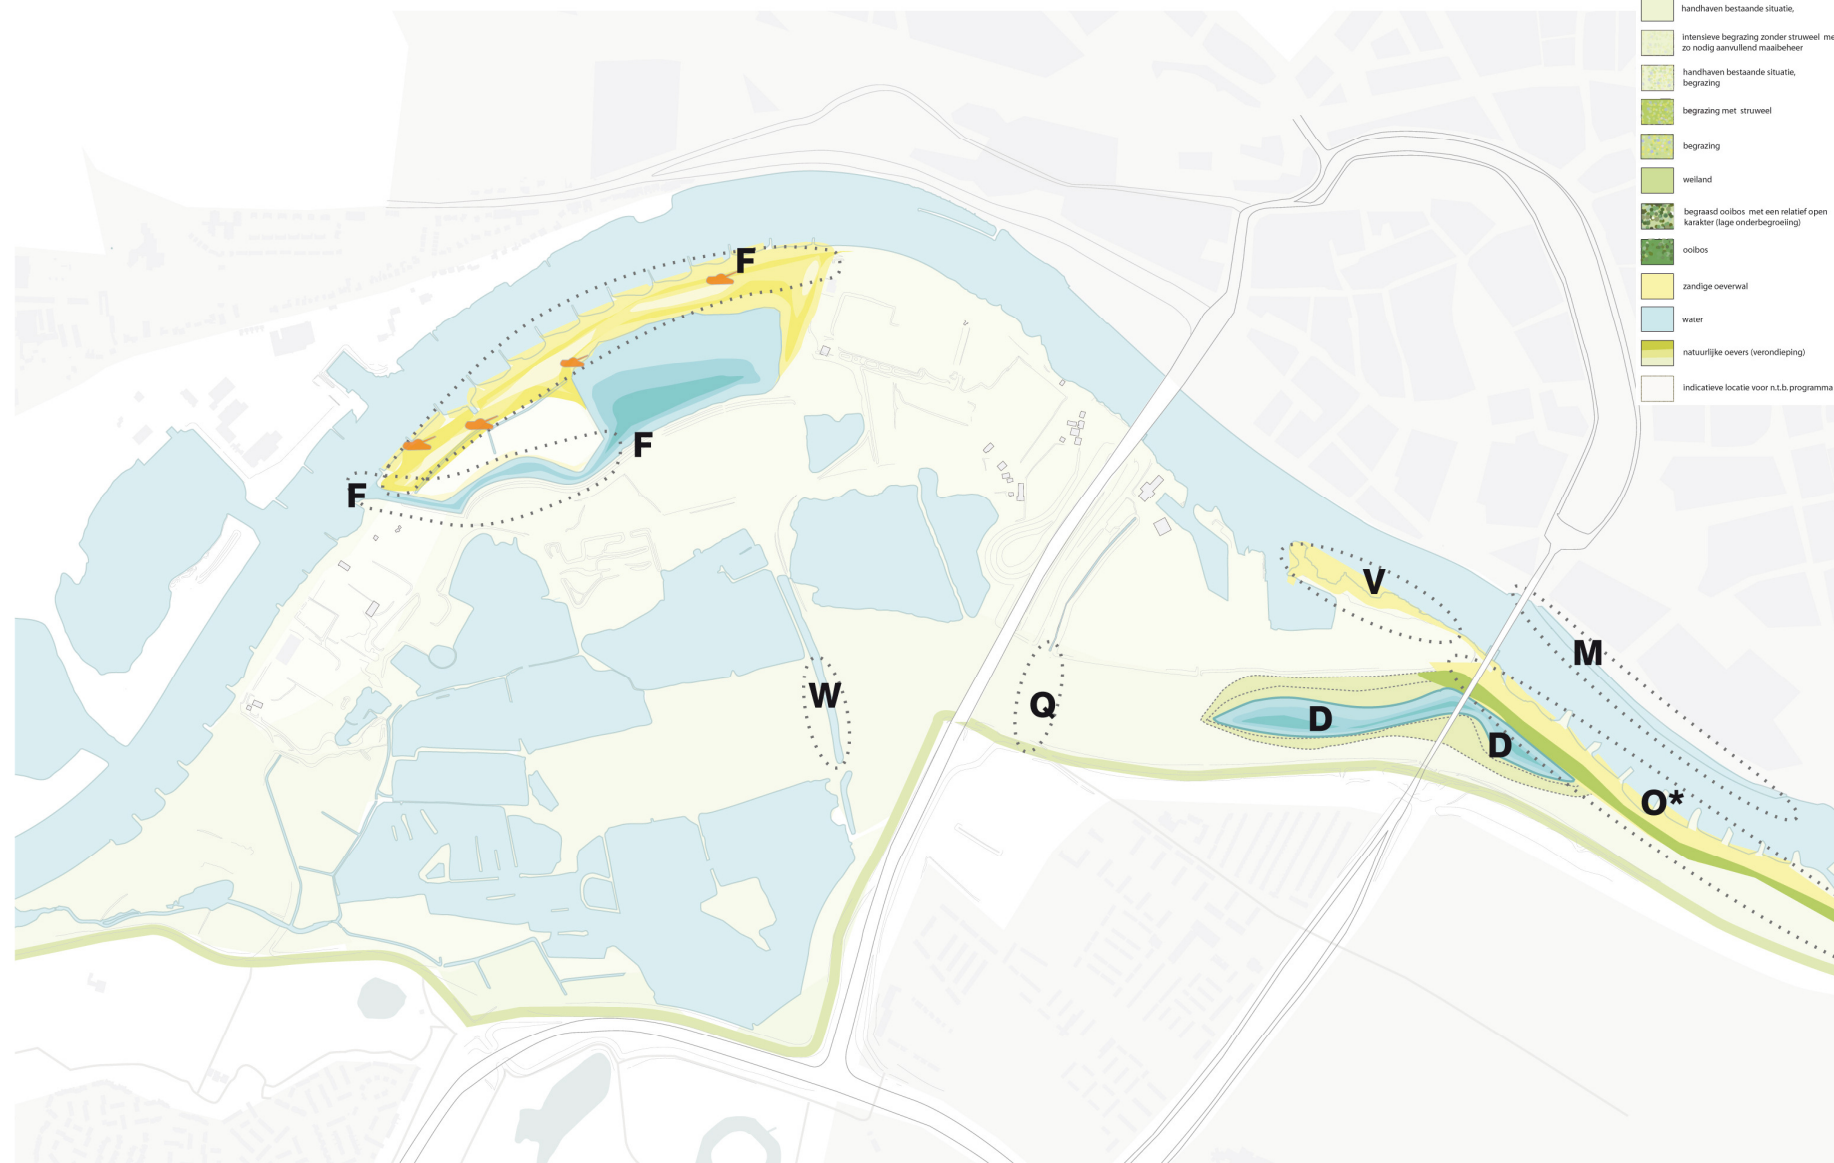 handhaven bestaande situatie,
intensieve begrazing zonder struweel me
zo nodig aanvullend maaibeheer
handhaven bestaande situatie,
begrazing
begrazing met struweel
begrazing
weiland
begraasd ooibos met een relatief open
karakter (lage onderbegroeiing)
ooibos
zandige oeverwal
water
natuurlijke oevers (verondieping)
indicatieve locatie voor n.t.b. programma
F
F
F
V
M
W
Q
D
D
O*